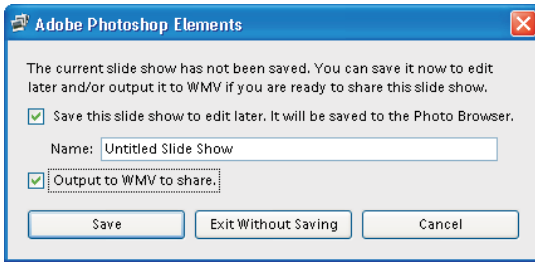 Adobe Photoshop Elements
The current slide show has not been saved. You can save it now to edit
later and/or output it to WMV if you are ready to share this slide show.
Save this slide show to edit later. It will be saved to the Photo Browser.
Name: Untitled Slide Show
Output to WMV to share.
Save Exit Without Saving Cancel